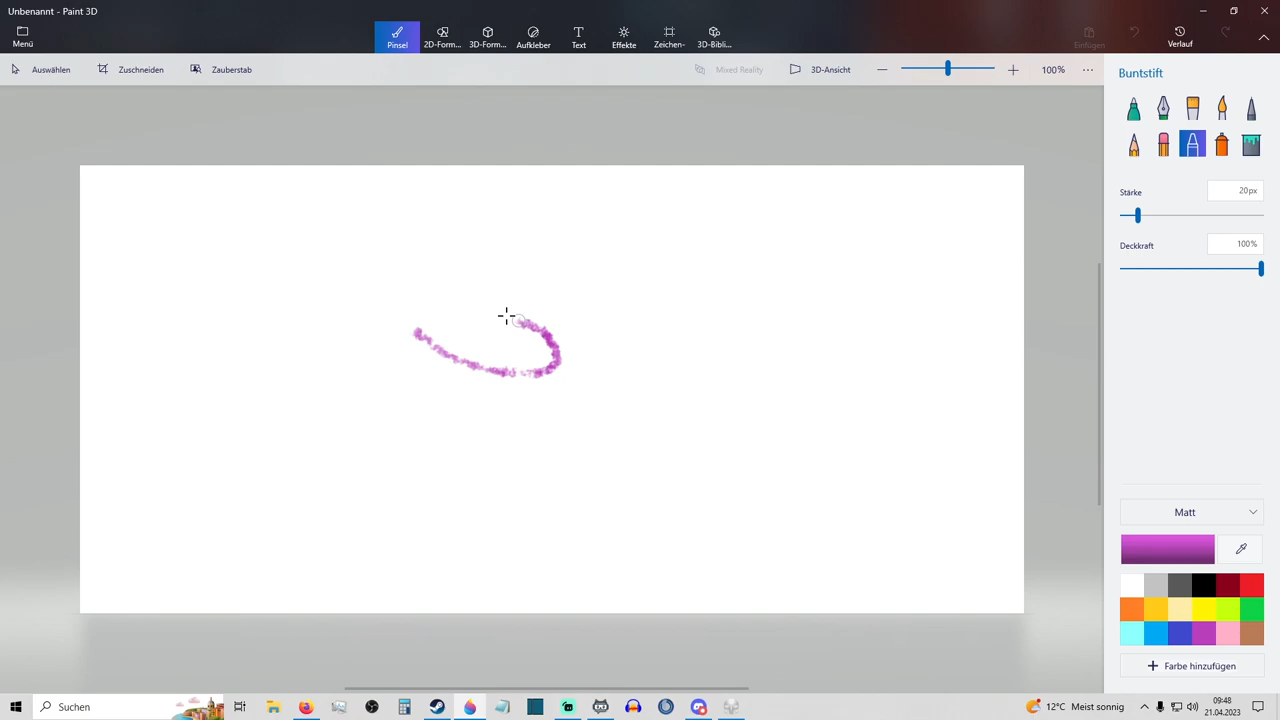 Unbenannt - Paint 3D
Menü
Pinsel
2D-Form...
3D-Form...
Aufkleber
Text
Effekte
Zeichen-
3D-Bibli...
Einfügen
Verlauf
Auswählen
Zuschneiden
Zauberstab
Mixed Reality
3D-Ansicht
100%
Buntstift
Stärke
20px
Deckkraft
100%
Matt
Farbe hinzufügen
Suchen
12°C Meist sonnig
09:48
21.04.2023